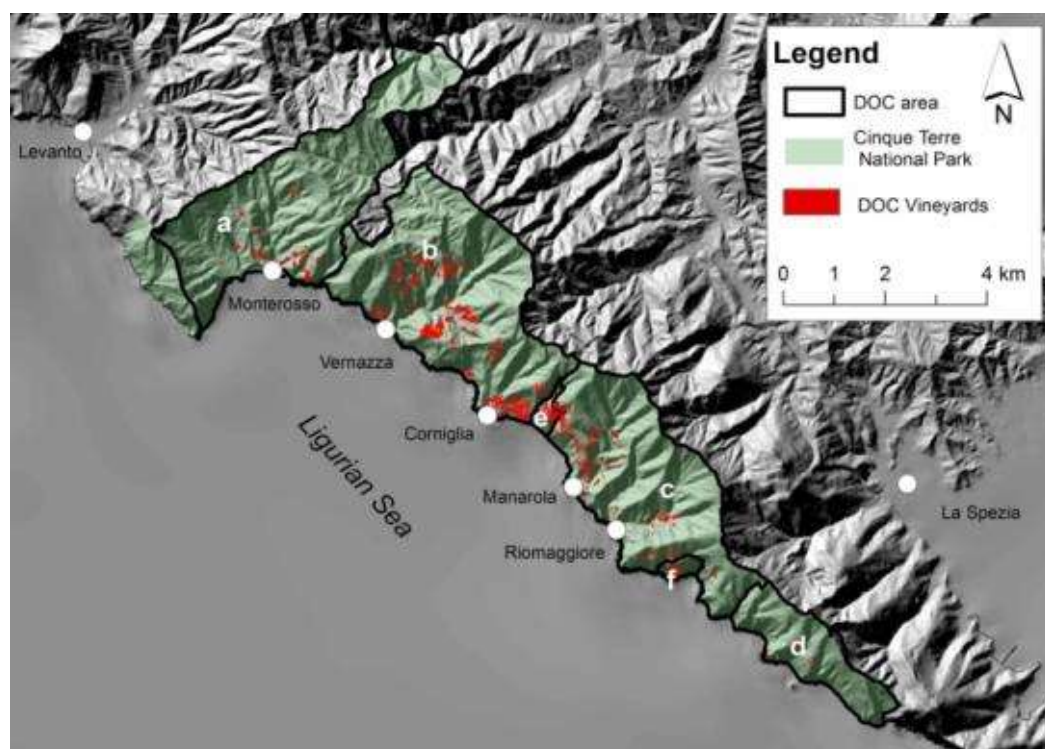 Legend
DOC area
Cinque Terre
National Park
DOC Vineyards
N
0 1 2 4 km
Levanto
a
b
Monterosso
Vernazza
Corniglia
e
Ligurian Sea
Manarola
c
La Spezia
Riomaggiore
f
d